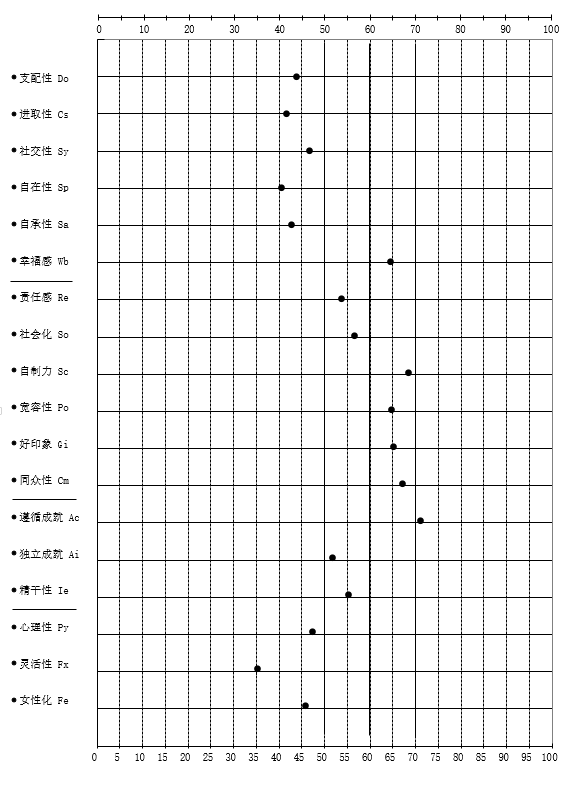 0 10 20 30 40 50 60 70 80 90 100
• 支配性 Do
• 进取性 Cs
• 社交性 Sy
• 自在性 Sp
• 自承性 Sa
• 幸福感 Wb
• 责任感 Re
• 社会化 So
• 自制力 Sc
• 宽容性 Po
• 好印象 Gi
• 同众性 Cm
• 遵循成就 Ac
• 独立成就 Ai
• 精干性 Ie
• 心理性 Py
• 灵活性 Fx
• 女性化 Fe
0 5 10 15 20 25 30 35 40 45 50 55 60 65 70 75 80 85 90 95 100